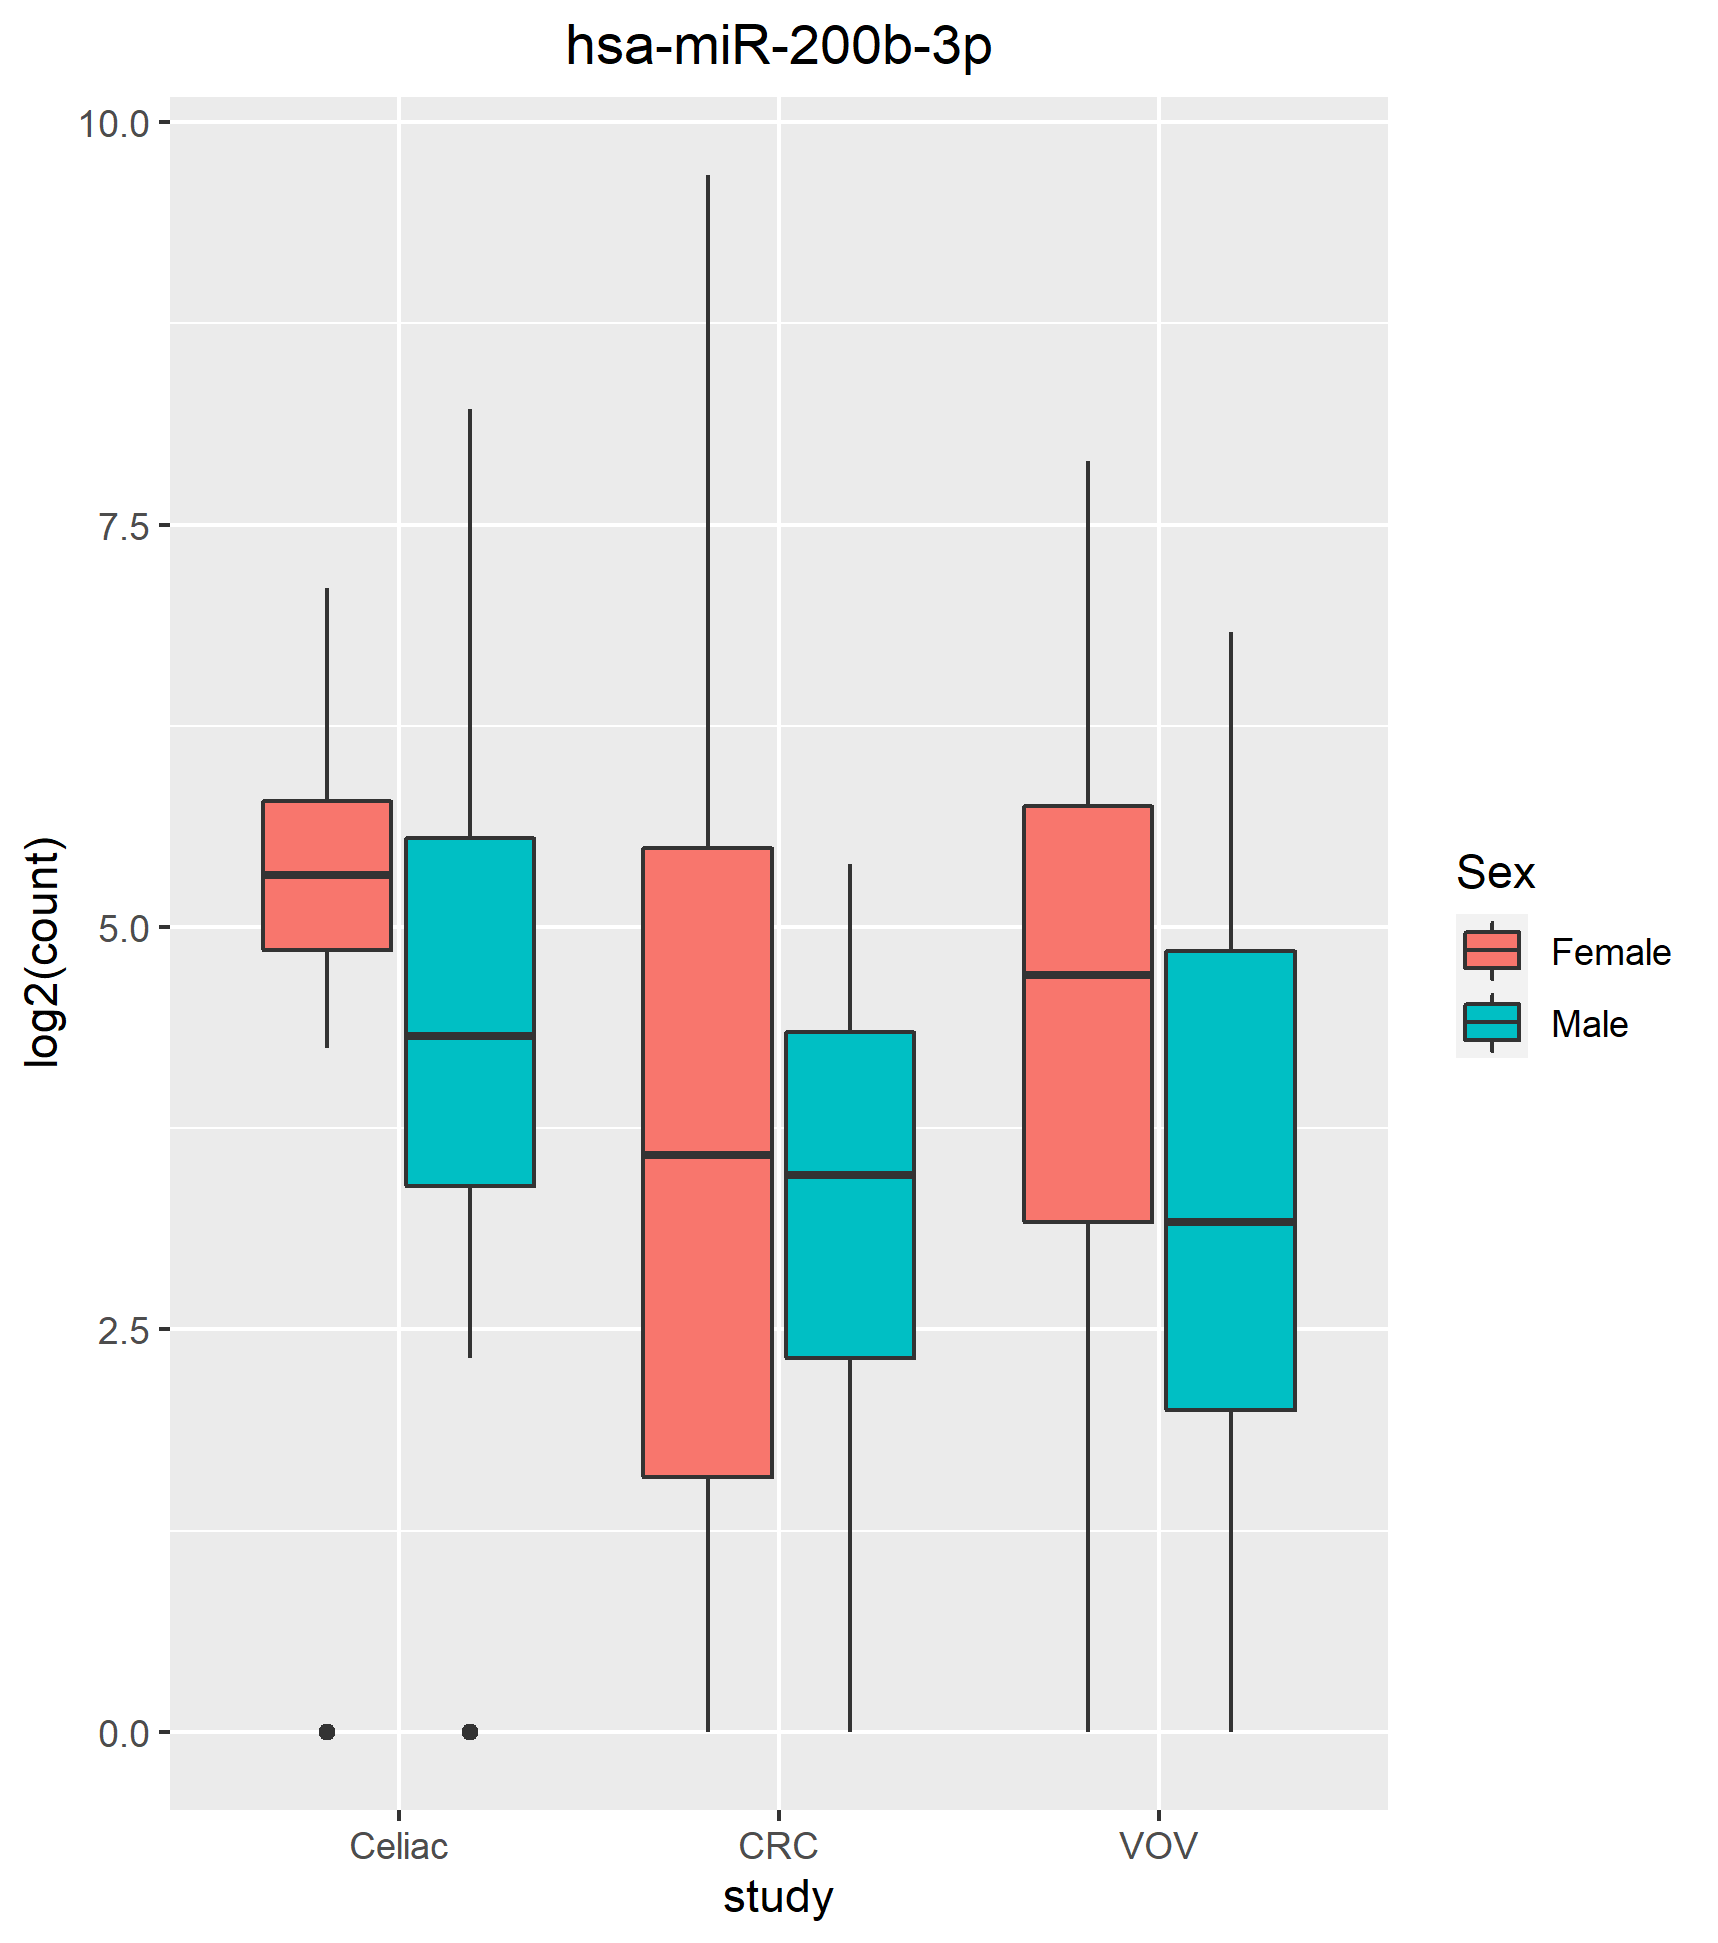 hsa-miR-200b-3p
10.0
7.5
5.0
2.5
0.0
log2(count)
Celiac CRC VOV
study
Sex
Female
Male